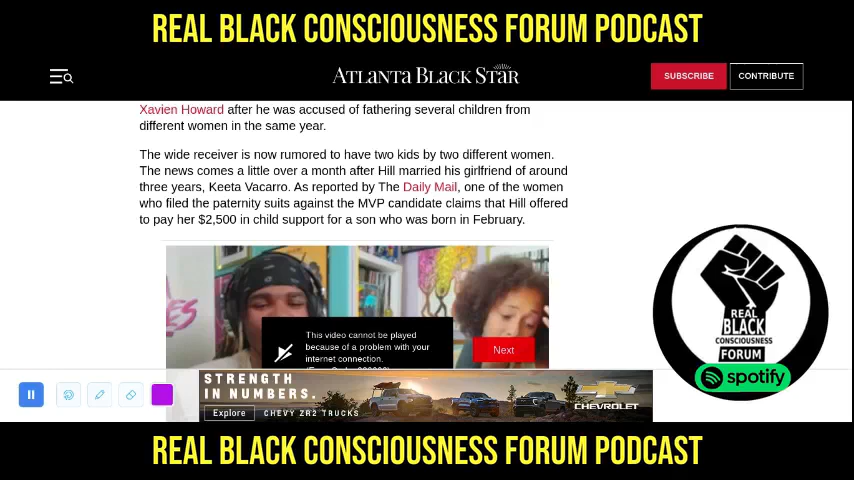 REAL BLACK CONSCIOUSNESS FORUM PODCAST
ATLANTA BLACK STAR
SUBSCRIBE
CONTRIBUTE
Xavien Howard after he was accused of fathering several children from
different women in the same year.
The wide receiver is now rumored to have two kids by two different women.
The news comes a little over a month after Hill married his girlfriend of around
three years, Keeta Vacarro. As reported by The Daily Mail, one of the women
who filed the paternity suits against the MVP candidate claims that Hill offered
to pay her $2,500 in child support for a son who was born in February.
This video cannot be played
because of a problem with your
internet connection.
Next
REAL
BLACK
CONSCIOUSNESS
FORUM
Spotify
STRENGTH
IN NUMBERS.
Explore
CHEVY ZR2 TRUCKS
CHEVROLET
REAL BLACK CONSCIOUSNESS FORUM PODCAST